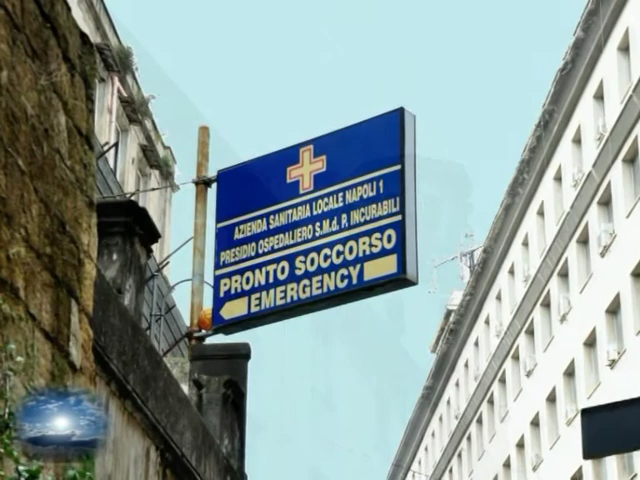 AZIENDA SANITARIA LOCALE NAPOLI 1
PRESIDIO OSPEDALIERO S.M.d. P. INCURABILI
PRONTO SOCCORSO
EMERGENCY